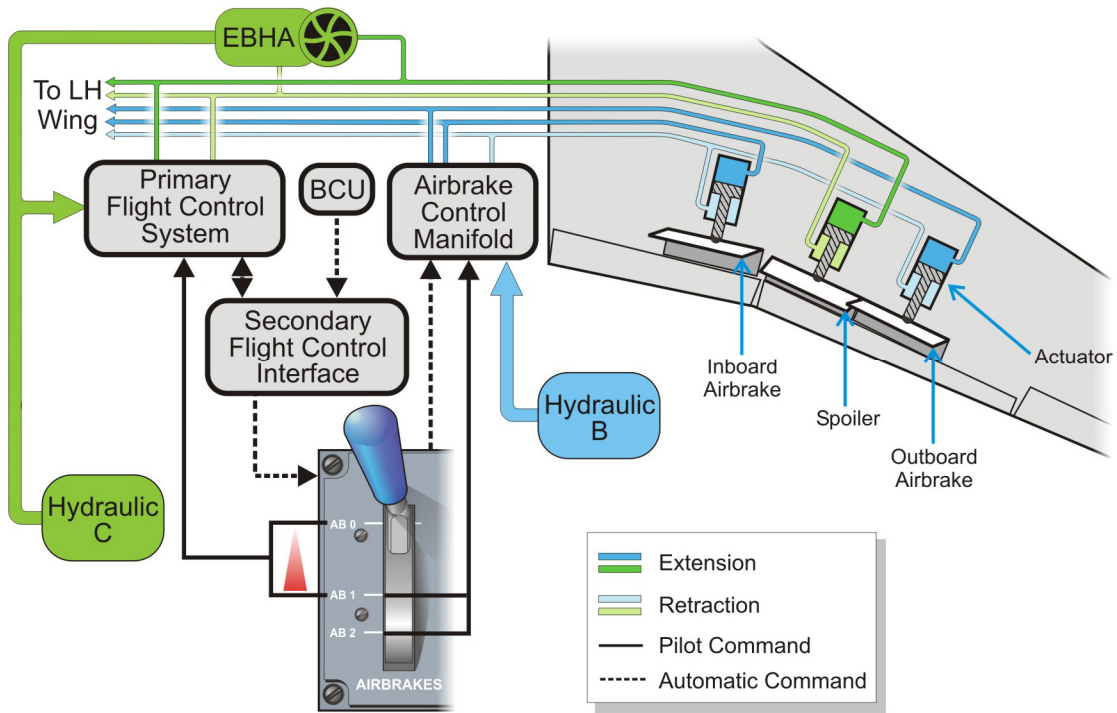 EBHA
To LH
Wing
Primary
Flight Control
System
BCU
Airbrake
Control
Manifold
Secondary
Flight Control
Interface
Hydraulic
B
Hydraulic
C
Inboard
Airbrake
Spoiler
Outboard
Airbrake
Actuator
AB 0
AB 1
AB 2
AIRBRAKES
Extension
Retraction
Pilot Command
Automatic Command